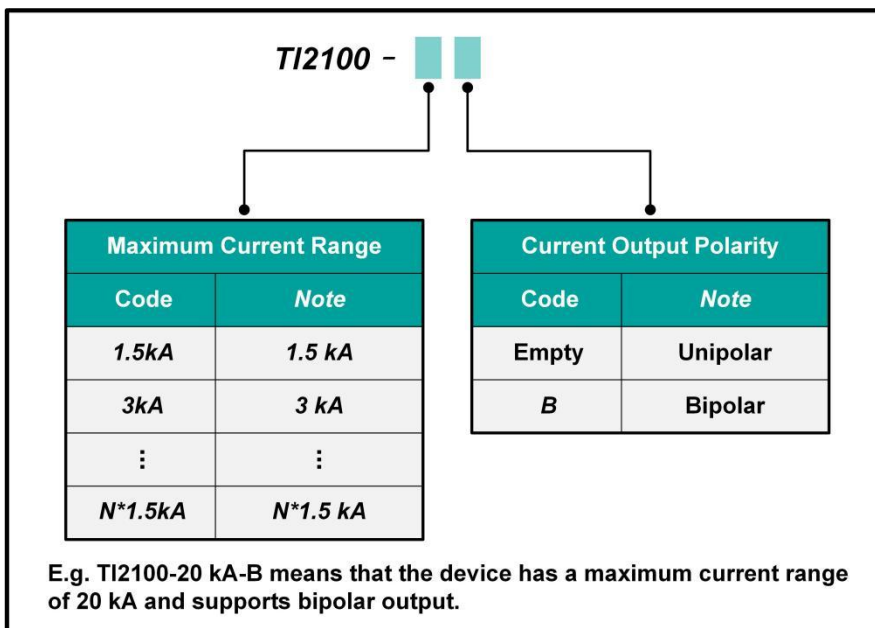 TI2100 -
Maximum Current Range
Code Note
1.5kA 1.5 kA
3kA 3 kA
⋮ ⋮
N*1.5kA N*1.5 kA
Current Output Polarity
Code Note
Empty Unipolar
B Bipolar
E.g. TI2100-20 kA-B means that the device has a maximum current range
of 20 kA and supports bipolar output.